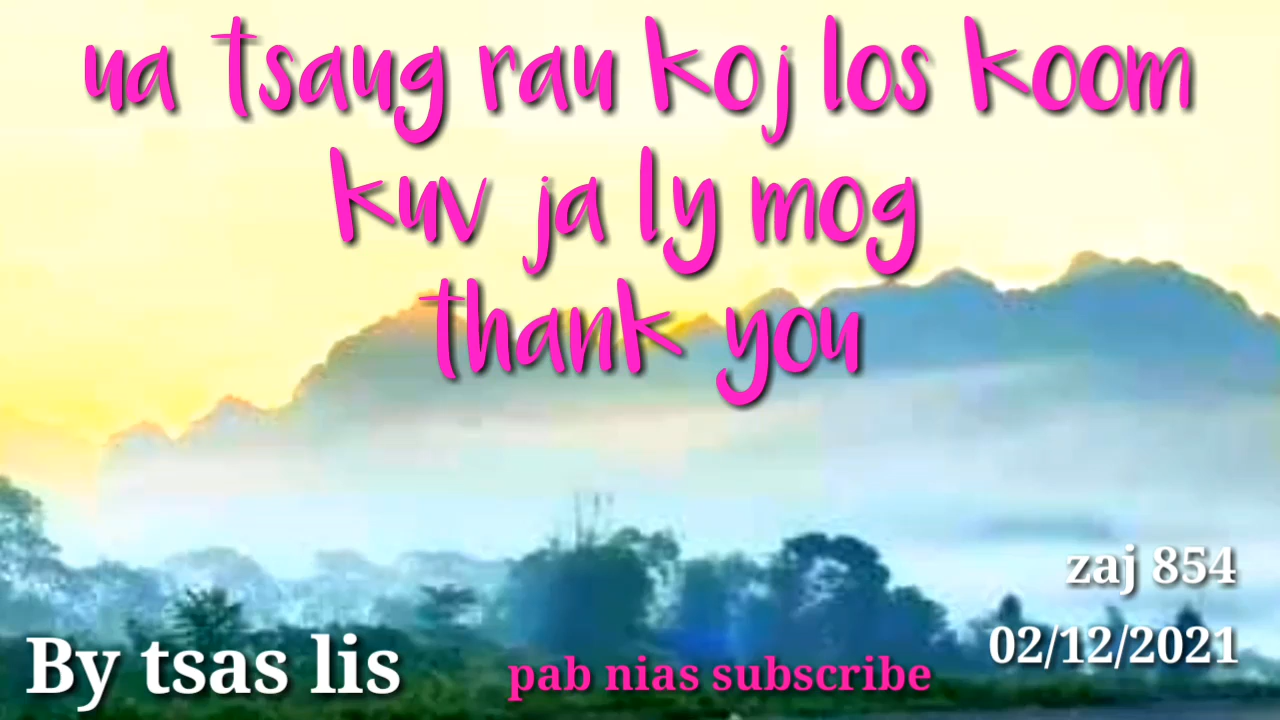 ua tsaug rau koj los koom
kuv ja ly mog
thank you
zaj 854
02/12/2021
By tsas lis
pab nias subscribe